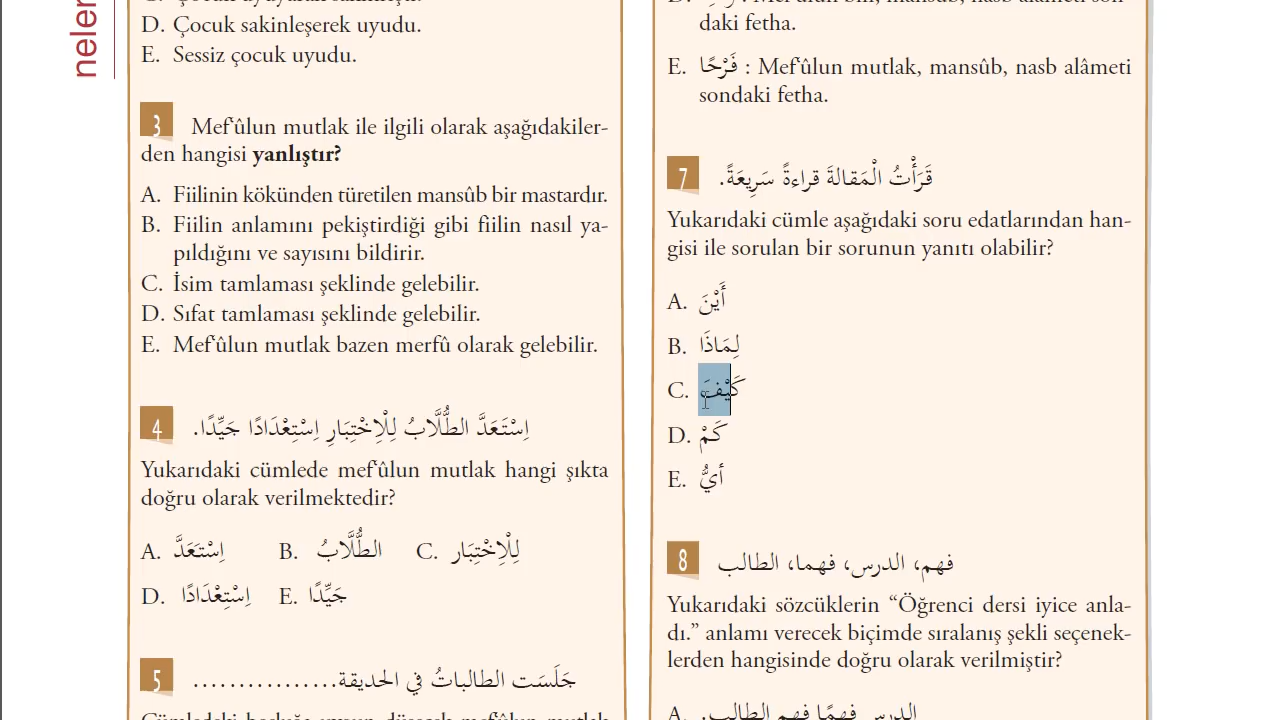 neler
D. Çocuk sakinleşerek uyudu.
E. Sessiz çocuk uyudu.
3 Mef‘ûlun mutlak ile ilgili olarak aşağıdakiler-
den hangisi yanlıştır?
A. Fiilinin kökünden türetilen mansûb bir mastardır.
B. Fiilin anlamını pekiştirdiği gibi fiilin nasıl ya-
pıldığını ve sayısını bildirir.
C. İsim tamlaması şeklinde gelebilir.
D. Sıfat tamlaması şeklinde gelebilir.
E. Mef‘ûlun mutlak bazen merfû olarak gelebilir.
4 اِسْتَعَدَّ الطُّلَّابُ لِلْاِخْتِبَارِ اِسْتِعْدَادًا جَيِّدًا.
Yukarıdaki cümlede mef‘ûlun mutlak hangi şıkta
doğru olarak verilmektedir?
A. اِسْتَعَدَّ B. الطُّلَّابُ C. لِلْاِخْتِبَار
D. اِسْتِعْدَادًا E. جَيِّدًا
5 جَلَسَت الطالباتُ في الحديقة................
daki fetha.
E. فَرْحًا : Mef‘ûlun mutlak, mansûb, nasb alâmeti
sondaki fetha.
7 قَرَأْتُ الْمَقالةَ قراءةً سَرِيعَةً.
Yukarıdaki cümle aşağıdaki soru edatlarından han-
gisi ile sorulan bir sorunun yanıtı olabilir?
A. أَيْنَ
B. لِمَاذَا
C. كَيْفَ
D. كَمْ
E. أيُّ
8 فهم، الدرس، فهما، الطالب
Yukarıdaki sözcüklerin “Öğrenci dersi iyice anla-
dı.” anlamı verecek biçimde sıralanış şekli seçenek-
lerden hangisinde doğru olarak verilmiştir?
A. الدرس فهمًا فهم الطالب.